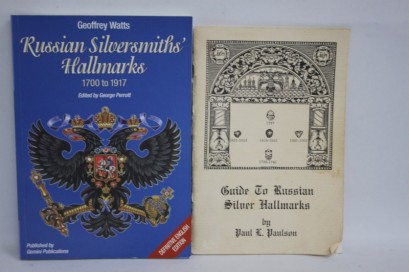 Geoffrey Watts
Russian Silversmiths'
Hallmarks
1700 to 1917
Edited by George Perrott
Published by
Gemini Publications
DEFINITIVE ENGLISH
EDITION
Guide To Russian
Silver Hallmarks
by
Paul L. Paulson